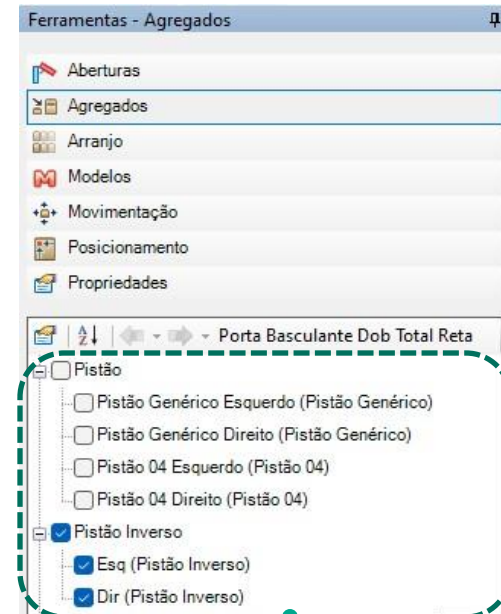 Ferramentas - Agregados
Aberturas
Agregados
Arranjo
Modelos
Movimentação
Posicionamento
Propriedades
Porta Basculante Dob Total Reta
Pistão
Pistão Genérico Esquerdo (Pistão Genérico)
Pistão Genérico Direito (Pistão Genérico)
Pistão 04 Esquerdo (Pistão 04)
Pistão 04 Direito (Pistão 04)
Pistão Inverso
Esq (Pistão Inverso)
Dir (Pistão Inverso)